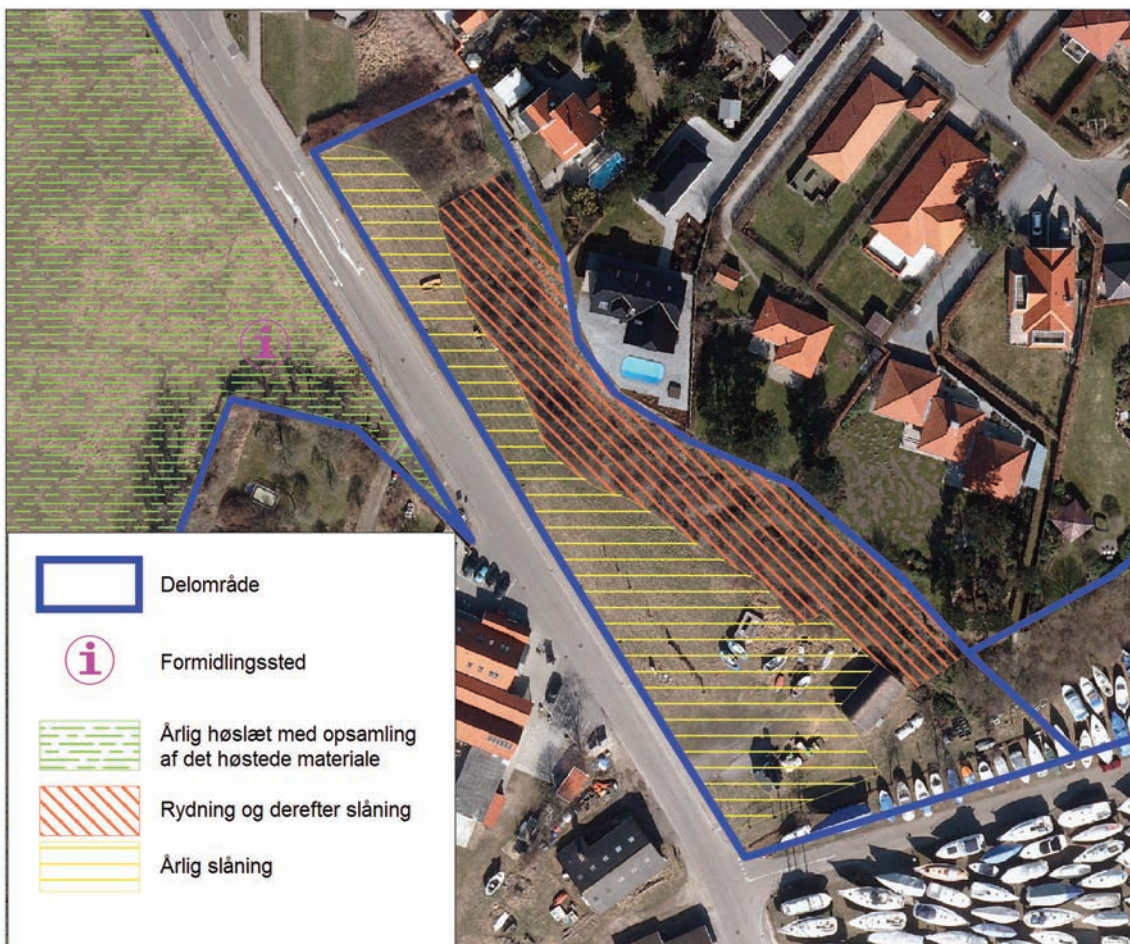 Delområde
Formidlingssted
Årlig høslæt med opsamling
af det høstede materiale
Rydning og derefter slåning
Årlig slåning